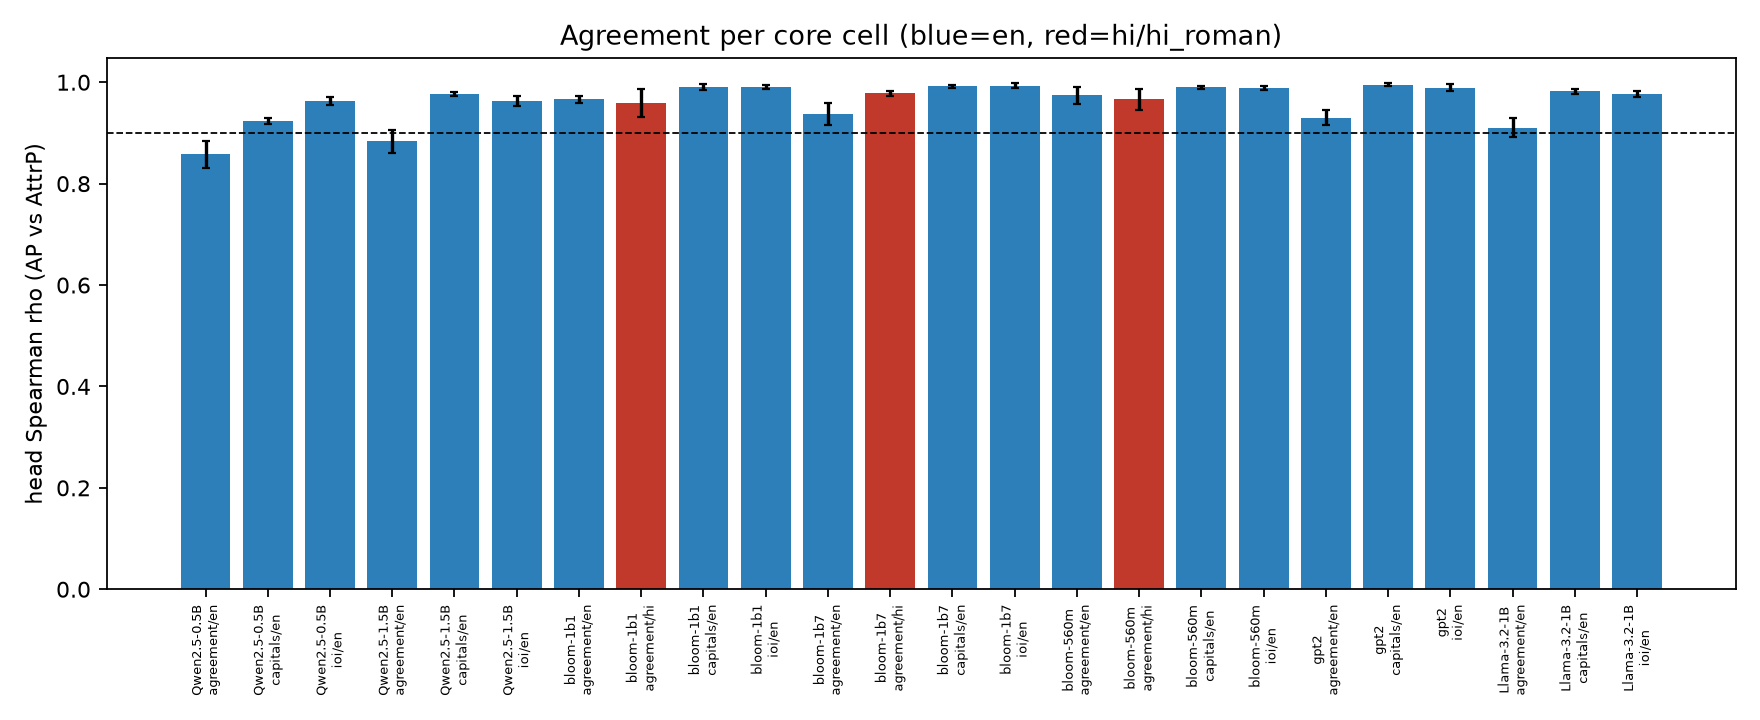 Agreement per core cell (blue=en, red=hi/hi_roman)
head Spearman rho (AP vs AttrP)
1.0
0.8
0.6
0.4
0.2
0.0
Qwen2.5-0.5B
agreement/en
Qwen2.5-0.5B
capitals/en
Qwen2.5-0.5B
ioi/en
Qwen2.5-1.5B
agreement/en
Qwen2.5-1.5B
capitals/en
Qwen2.5-1.5B
ioi/en
bloom-1b1
agreement/en
bloom-1b1
agreement/hi
bloom-1b1
capitals/en
bloom-1b1
ioi/en
bloom-1b7
agreement/en
bloom-1b7
agreement/hi
bloom-1b7
capitals/en
bloom-1b7
ioi/en
bloom-560m
agreement/en
bloom-560m
agreement/hi
bloom-560m
capitals/en
bloom-560m
ioi/en
gpt2
agreement/en
gpt2
capitals/en
gpt2
ioi/en
Llama-3.2-1B
agreement/en
Llama-3.2-1B
capitals/en
Llama-3.2-1B
ioi/en